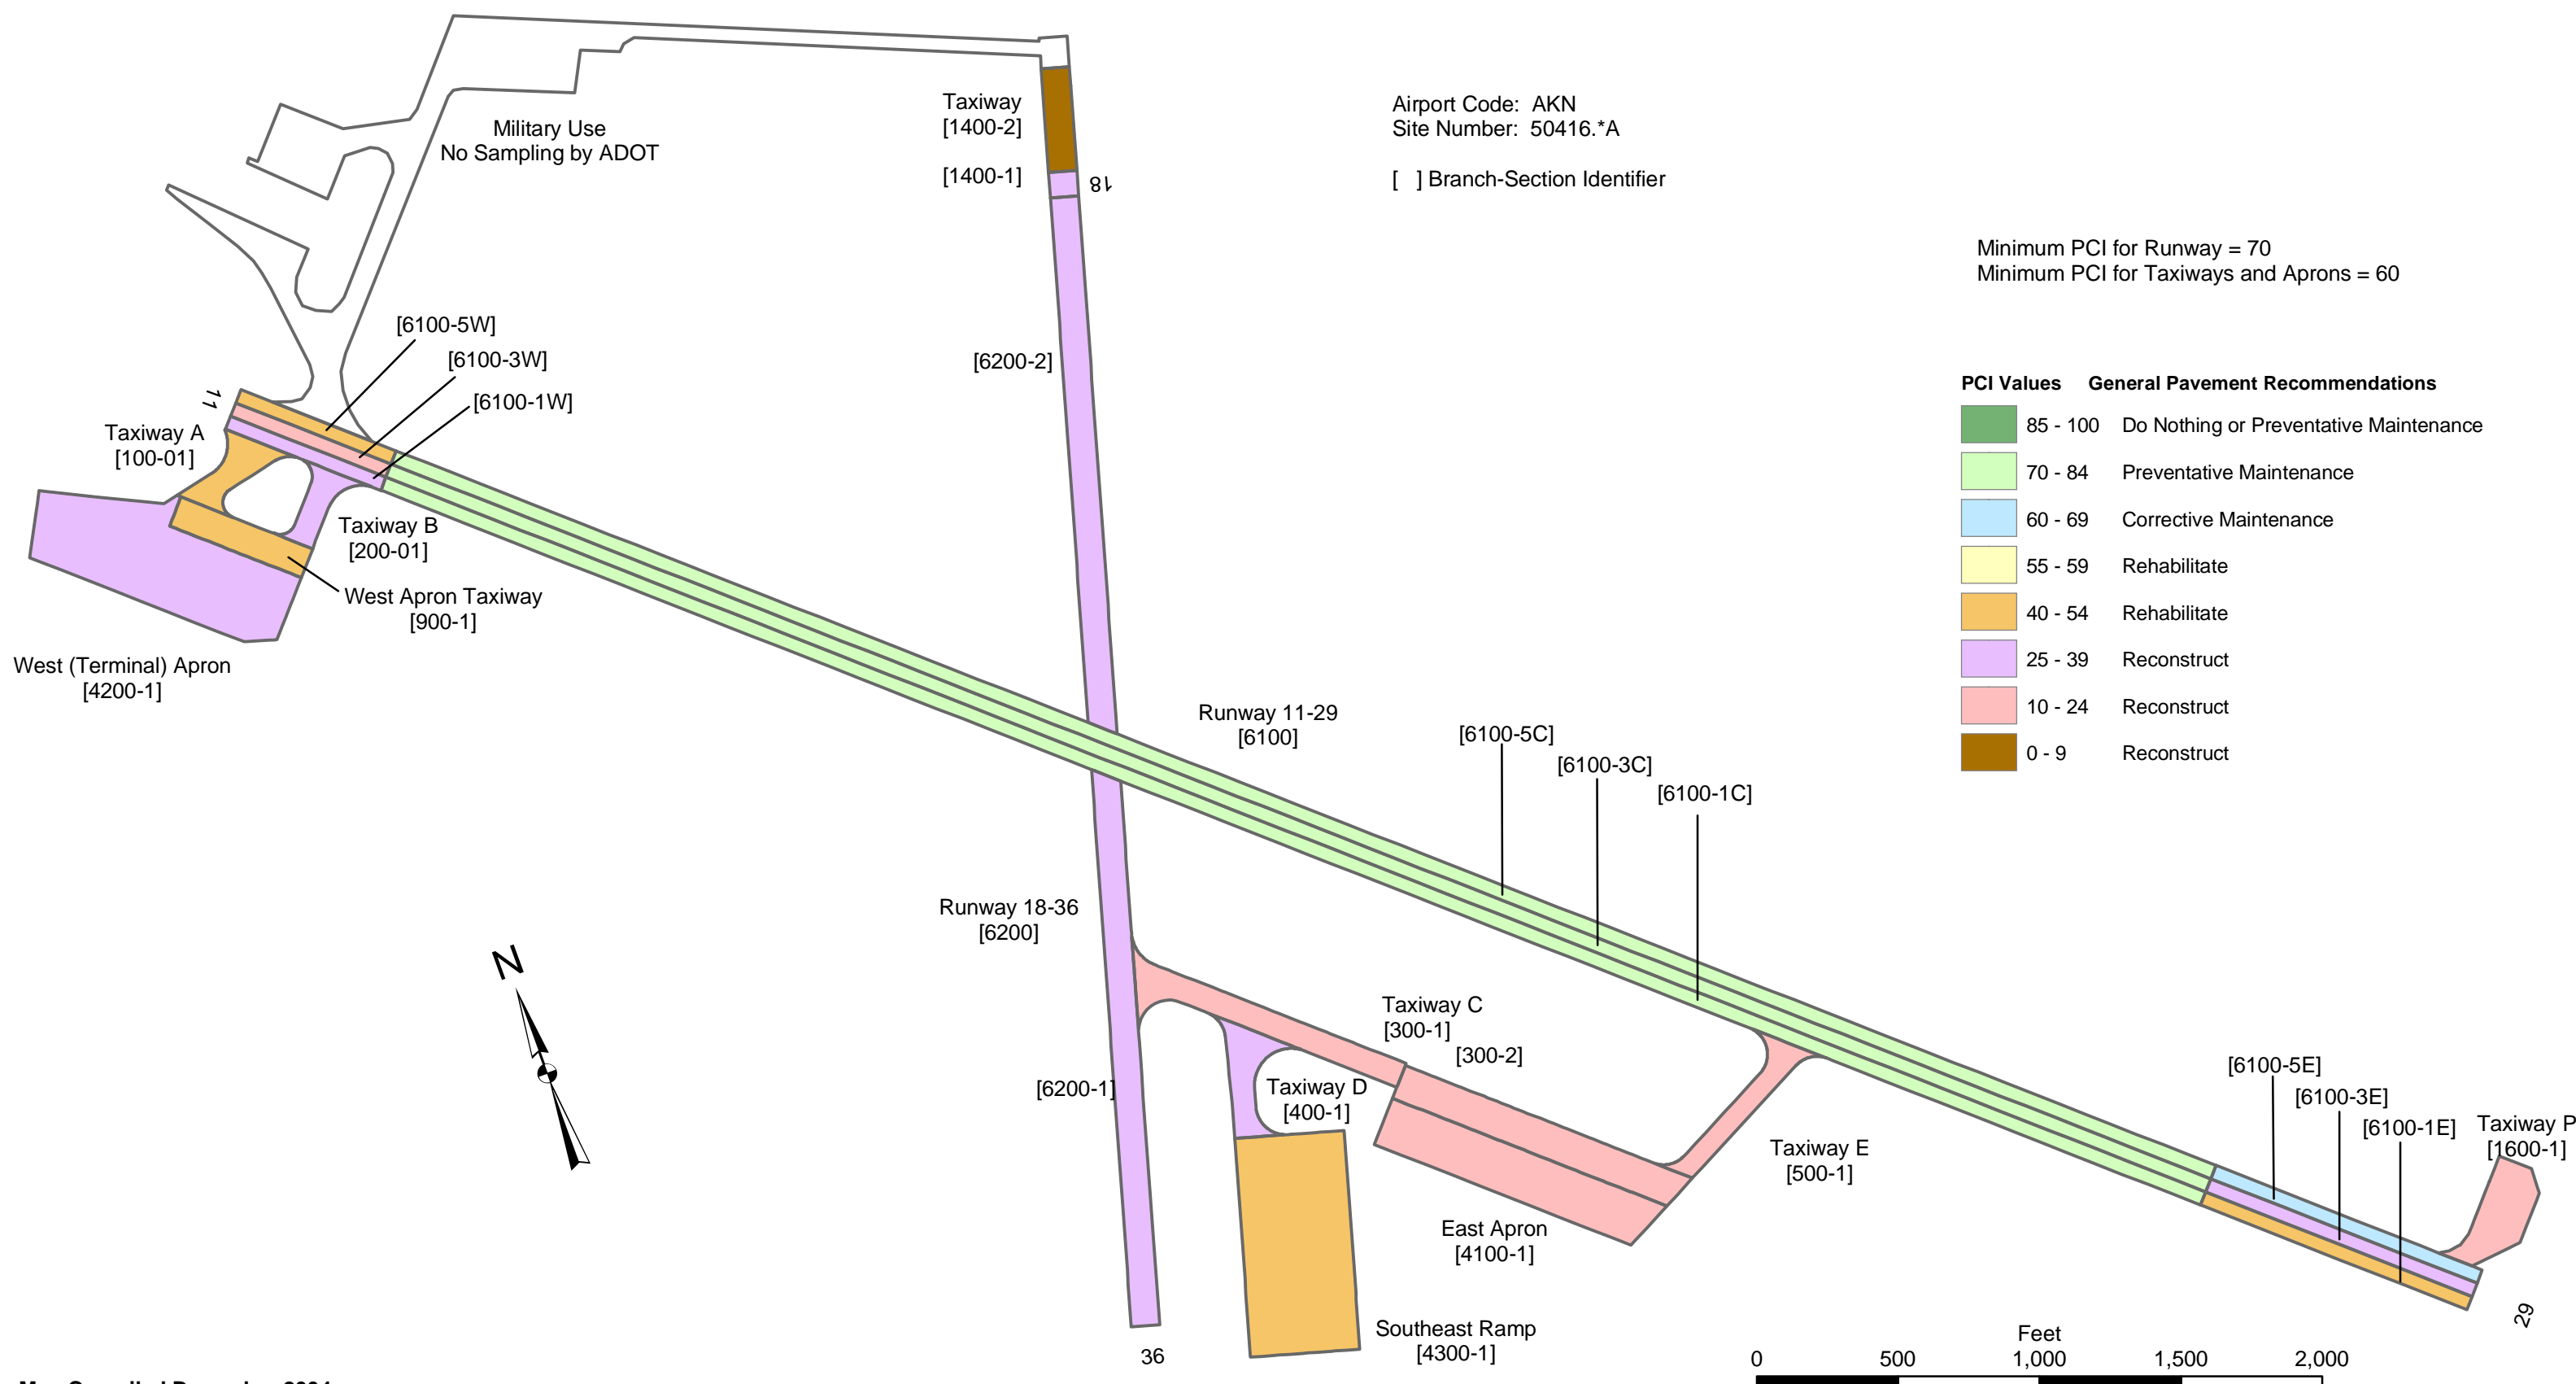 Taxiway
[1400-2]
[1400-1]
18
Military Use
No Sampling by ADOT
Airport Code: AKN
Site Number: 50416.*A
[ ] Branch-Section Identifier
Minimum PCI for Runway = 70
Minimum PCI for Taxiways and Aprons = 60
PCI Values General Pavement Recommendations
85 - 100 Do Nothing or Preventative Maintenance
70 - 84 Preventative Maintenance
60 - 69 Corrective Maintenance
55 - 59 Rehabilitate
40 - 54 Rehabilitate
25 - 39 Reconstruct
10 - 24 Reconstruct
0 - 9 Reconstruct
[6100-5W]
[6100-3W]
[6100-1W]
11
Taxiway A
[100-01]
Taxiway B
[200-01]
West Apron Taxiway
[900-1]
West (Terminal) Apron
[4200-1]
[6200-2]
Runway 11-29
[6100]
[6100-5C]
[6100-3C]
[6100-1C]
Runway 18-36
[6200]
N
[6200-1]
Taxiway C
[300-1]
[300-2]
Taxiway D
[400-1]
Taxiway E
[500-1]
East Apron
[4100-1]
[6100-5E]
[6100-3E]
[6100-1E]
Taxiway P
[1600-1]
29
Southeast Ramp
[4300-1]
36
Feet
0 500 1,000 1,500 2,000